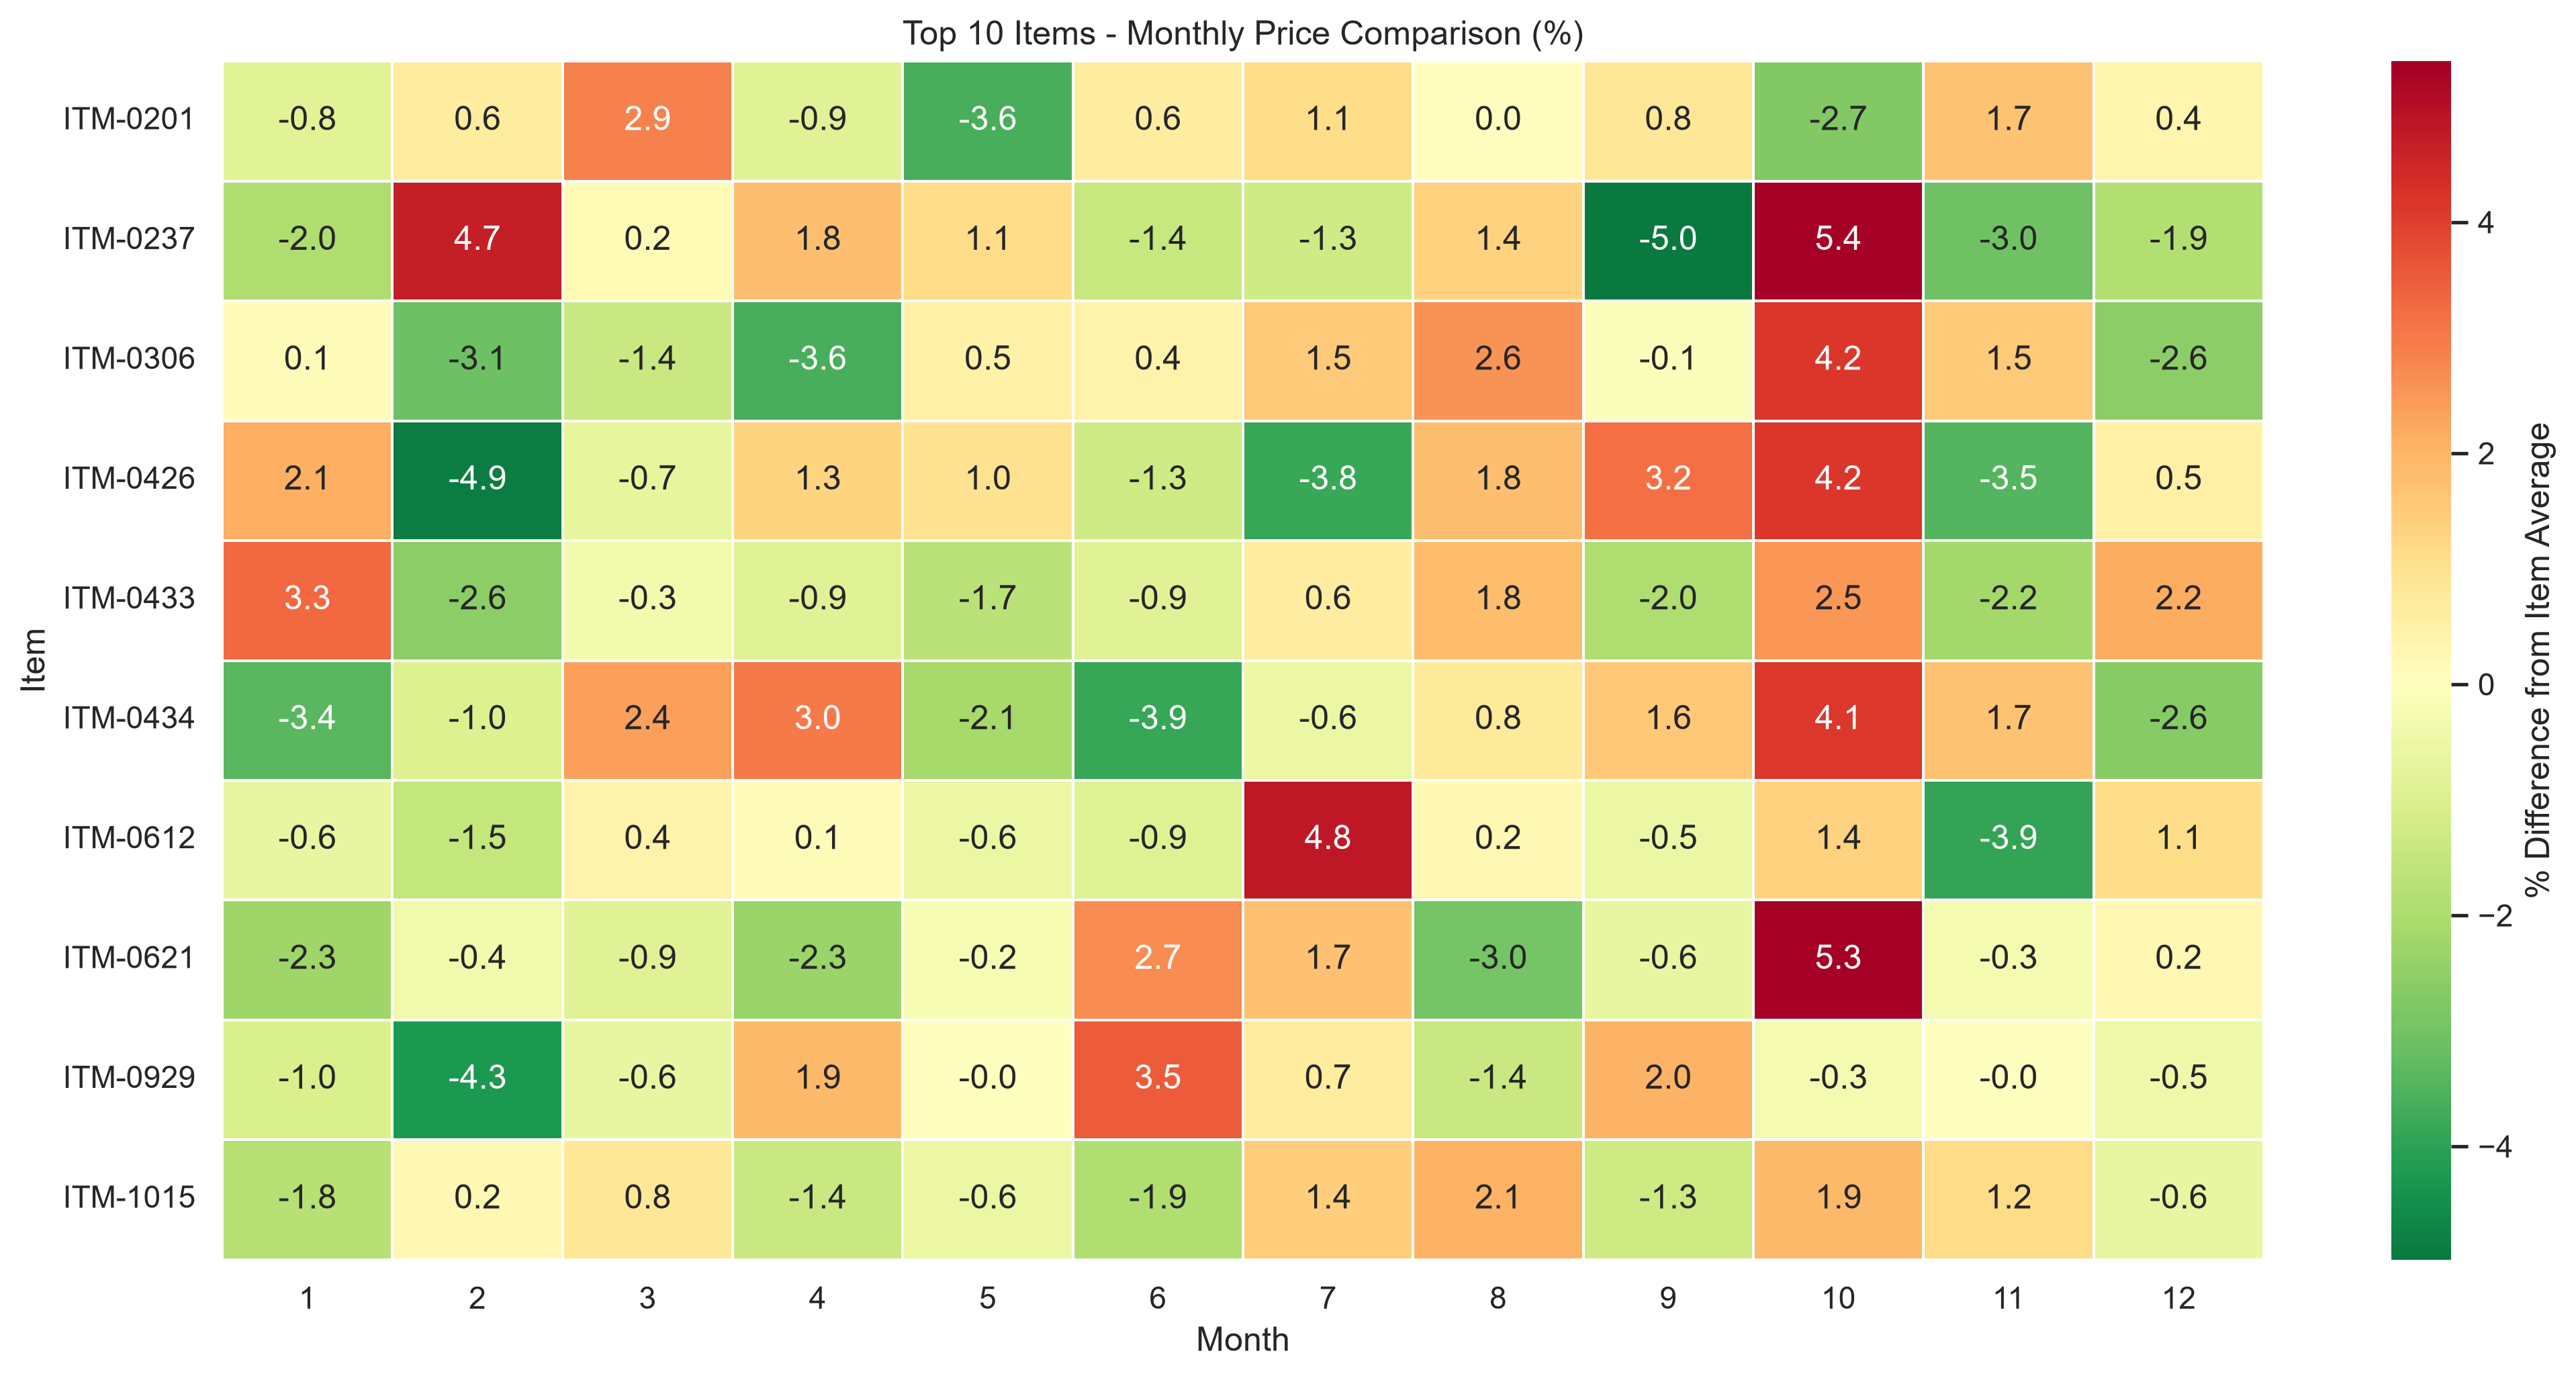 Top 10 Items - Monthly Price Comparison (%)
ITM-0201 -0.8 0.6 2.9 -0.9 -3.6 0.6 1.1 0.0 0.8 -2.7 1.7 0.4
ITM-0237 -2.0 4.7 0.2 1.8 1.1 -1.4 -1.3 1.4 -5.0 5.4 -3.0 -1.9
ITM-0306 0.1 -3.1 -1.4 -3.6 0.5 0.4 1.5 2.6 -0.1 4.2 1.5 -2.6
ITM-0426 2.1 -4.9 -0.7 1.3 1.0 -1.3 -3.8 1.8 3.2 4.2 -3.5 0.5
ITM-0433 3.3 -2.6 -0.3 -0.9 -1.7 -0.9 0.6 1.8 -2.0 2.5 -2.2 2.2
ITM-0434 -3.4 -1.0 2.4 3.0 -2.1 -3.9 -0.6 0.8 1.6 4.1 1.7 -2.6
ITM-0612 -0.6 -1.5 0.4 0.1 -0.6 -0.9 4.8 0.2 -0.5 1.4 -3.9 1.1
ITM-0621 -2.3 -0.4 -0.9 -2.3 -0.2 2.7 1.7 -3.0 -0.6 5.3 -0.3 0.2
ITM-0929 -1.0 -4.3 -0.6 1.9 -0.0 3.5 0.7 -1.4 2.0 -0.3 -0.0 -0.5
ITM-1015 -1.8 0.2 0.8 -1.4 -0.6 -1.9 1.4 2.1 -1.3 1.9 1.2 -0.6
1 2 3 4 5 6 7 8 9 10 11 12
Month
Item
4
2
0
−2
−4
% Difference from Item Average